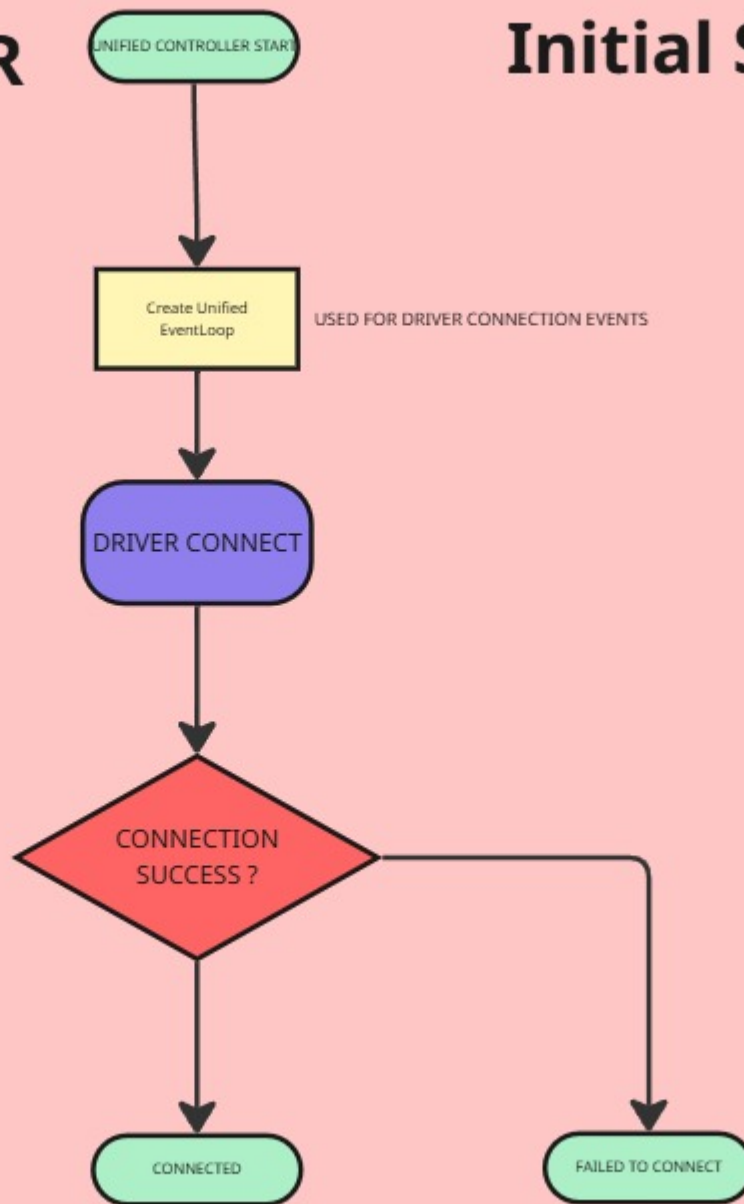 R
Initial S
UNIFIED CONTROLLER START
Create Unified
EventLoop
USED FOR DRIVER CONNECTION EVENTS
DRIVER CONNECT
CONNECTION
SUCCESS ?
CONNECTED
FAILED TO CONNECT